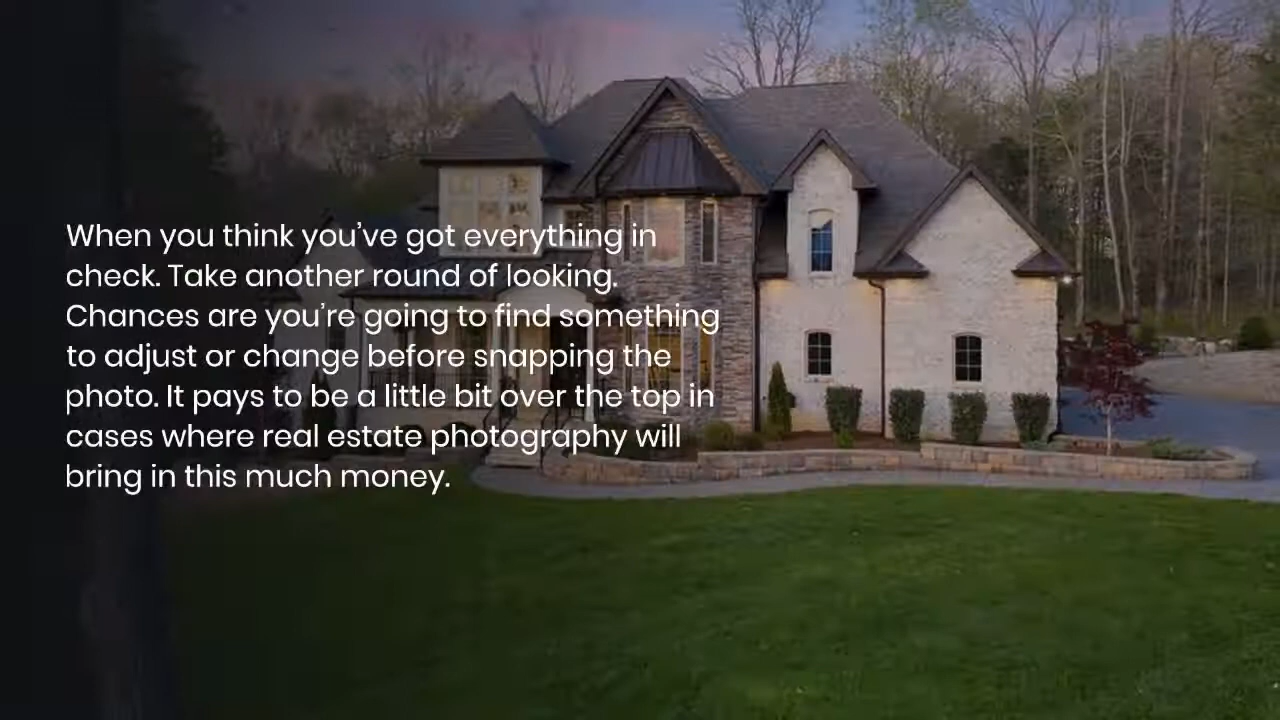 When you think you’ve got everything in
check. Take another round of looking.
Chances are you’re going to find something
to adjust or change before snapping the
photo. It pays to be a little bit over the top in
cases where real estate photography will
bring in this much money.